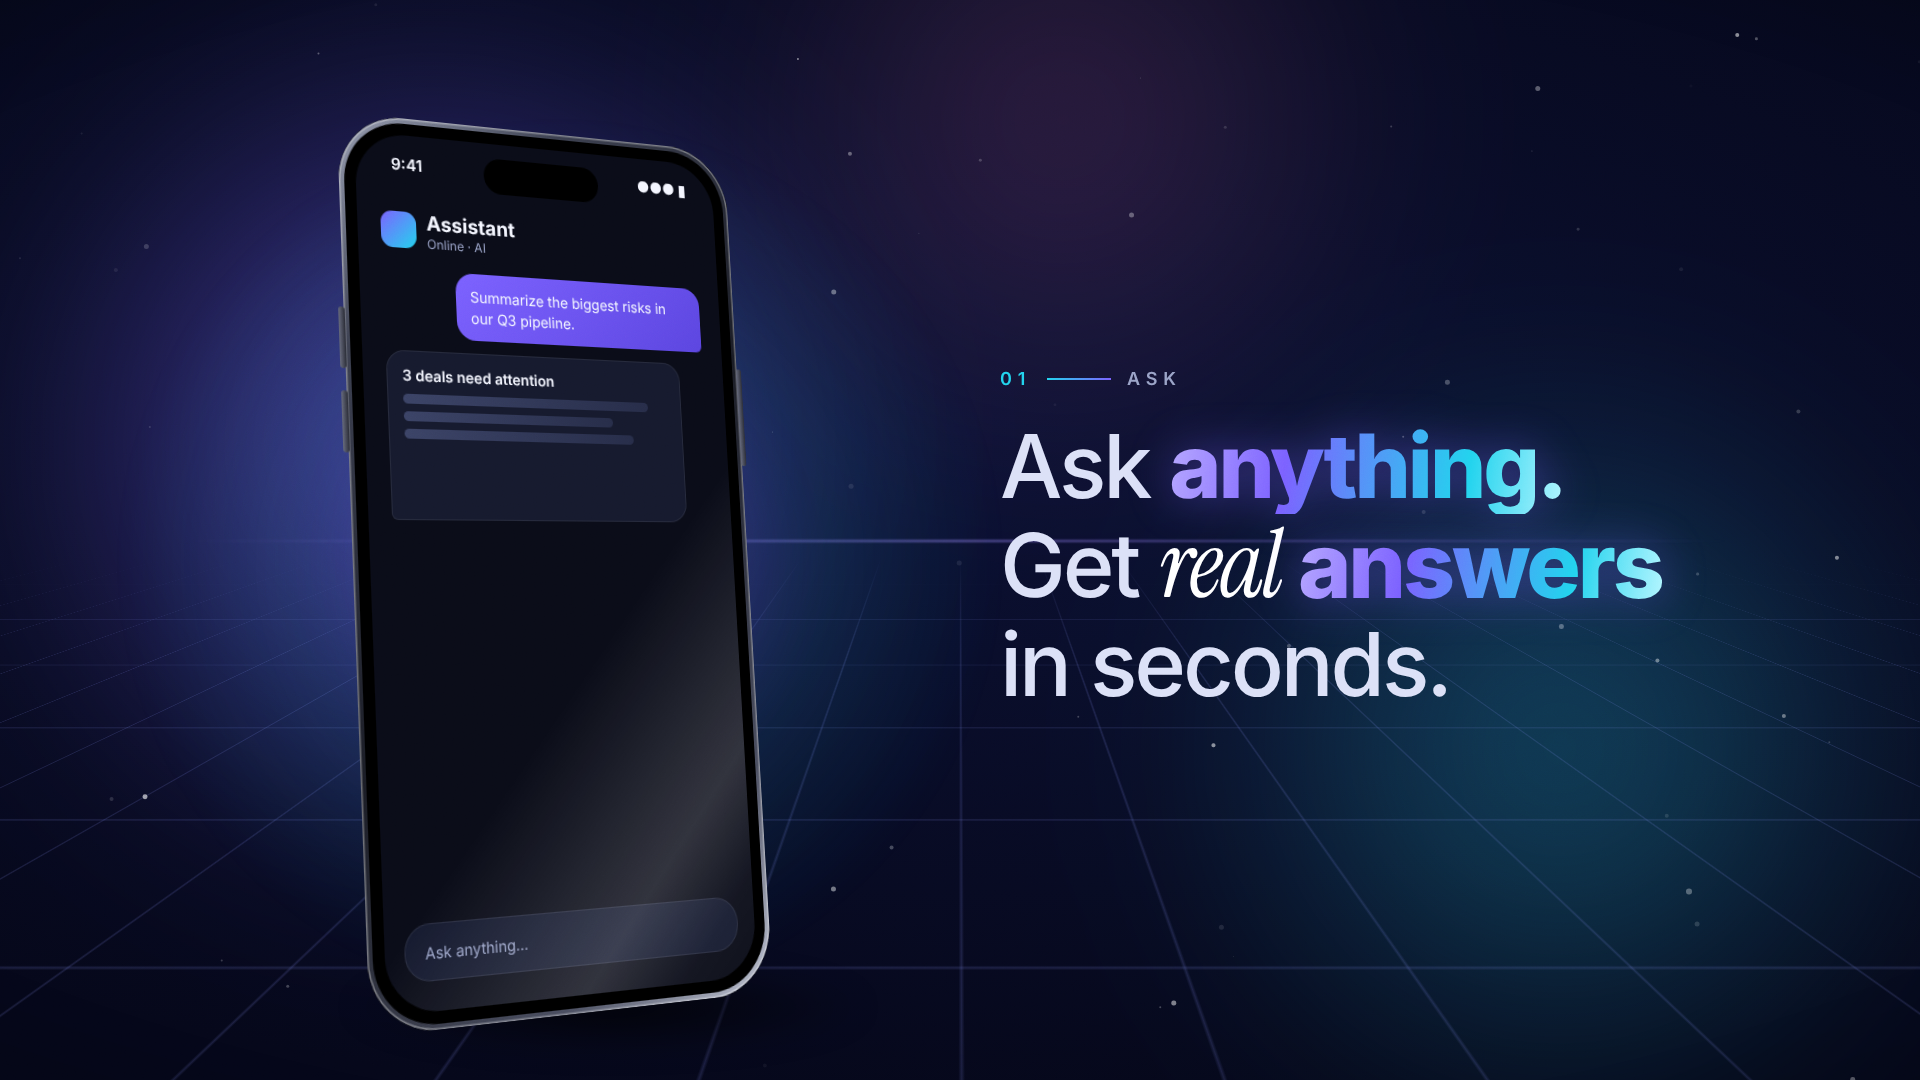 9:41
Assistant
Online · AI
Summarize the biggest risks in
our Q3 pipeline.
3 deals need attention
Ask anything...
01 ASK
Ask anything.
Get real answers
in seconds.